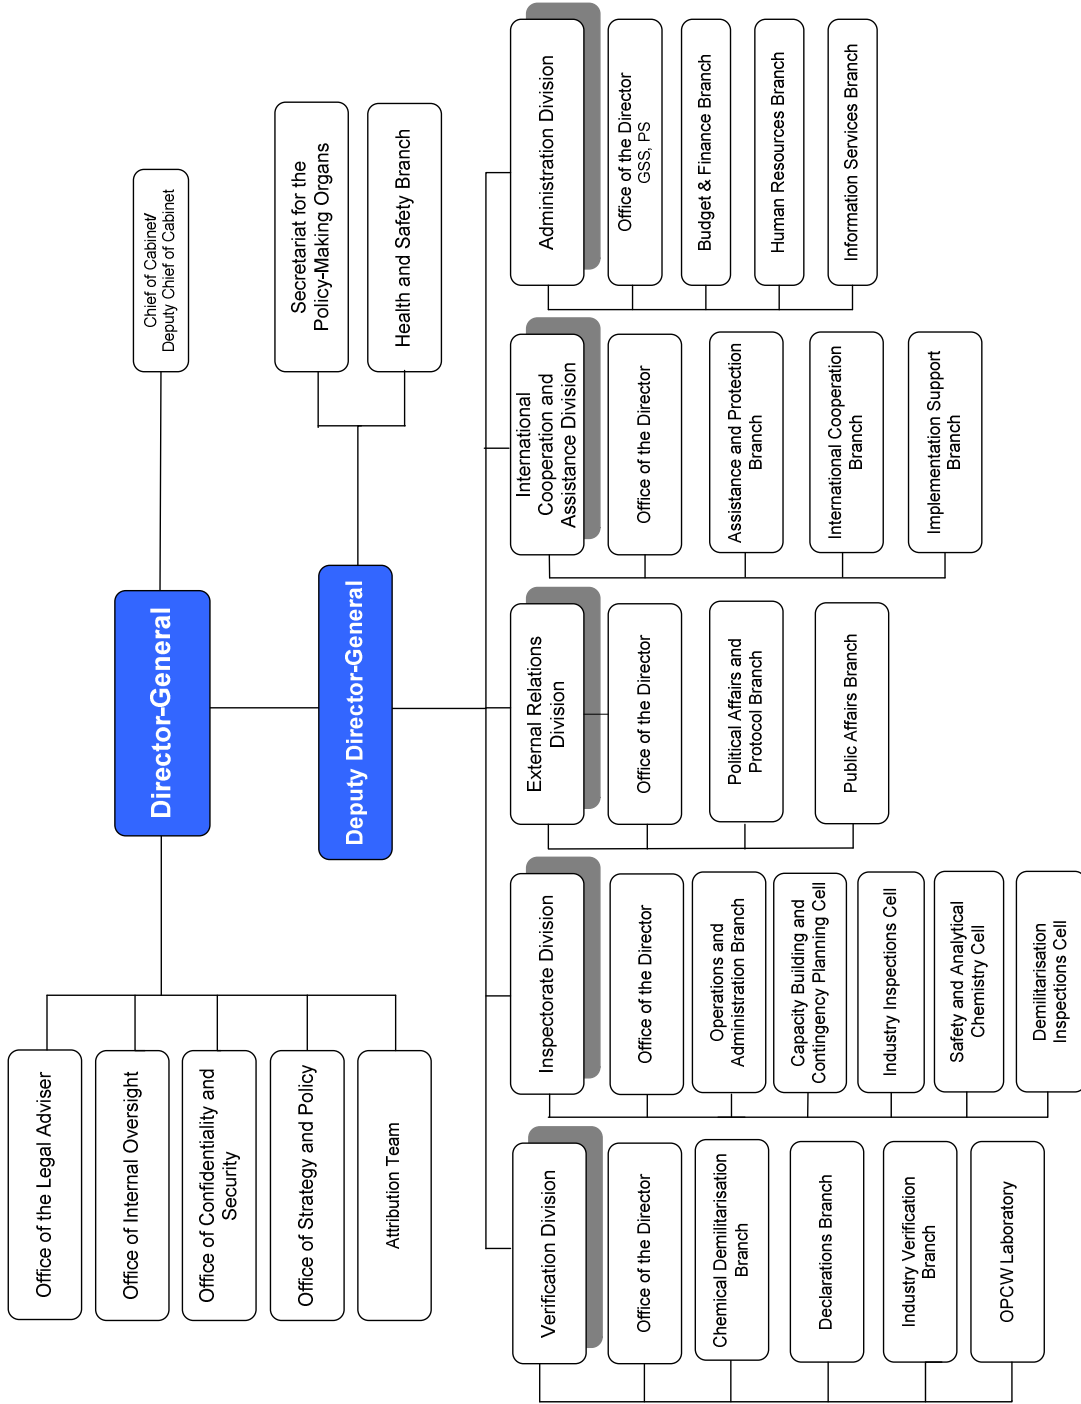 Director-General
Chief of Cabinet/
Deputy Chief of Cabinet
Office of the Legal Adviser
Office of Internal Oversight
Office of Confidentiality and
Security
Office of Strategy and Policy
Attribution Team
Deputy Director-General
Secretariat for the
Policy-Making Organs
Health and Safety Branch
Verification Division
Office of the Director
Chemical Demilitarisation
Branch
Declarations Branch
Industry Verification
Branch
OPCW Laboratory
Inspectorate Division
Office of the Director
Operations and
Administration Branch
Capacity Building and
Contingency Planning Cell
Industry Inspections Cell
Safety and Analytical
Chemistry Cell
Demilitarisation
Inspections Cell
External Relations
Division
Office of the Director
Political Affairs and
Protocol Branch
Public Affairs Branch
International
Cooperation and
Assistance Division
Office of the Director
Assistance and Protection
Branch
International Cooperation
Branch
Implementation Support
Branch
Administration Division
Office of the Director
GSS, PS
Budget & Finance Branch
Human Resources Branch
Information Services Branch